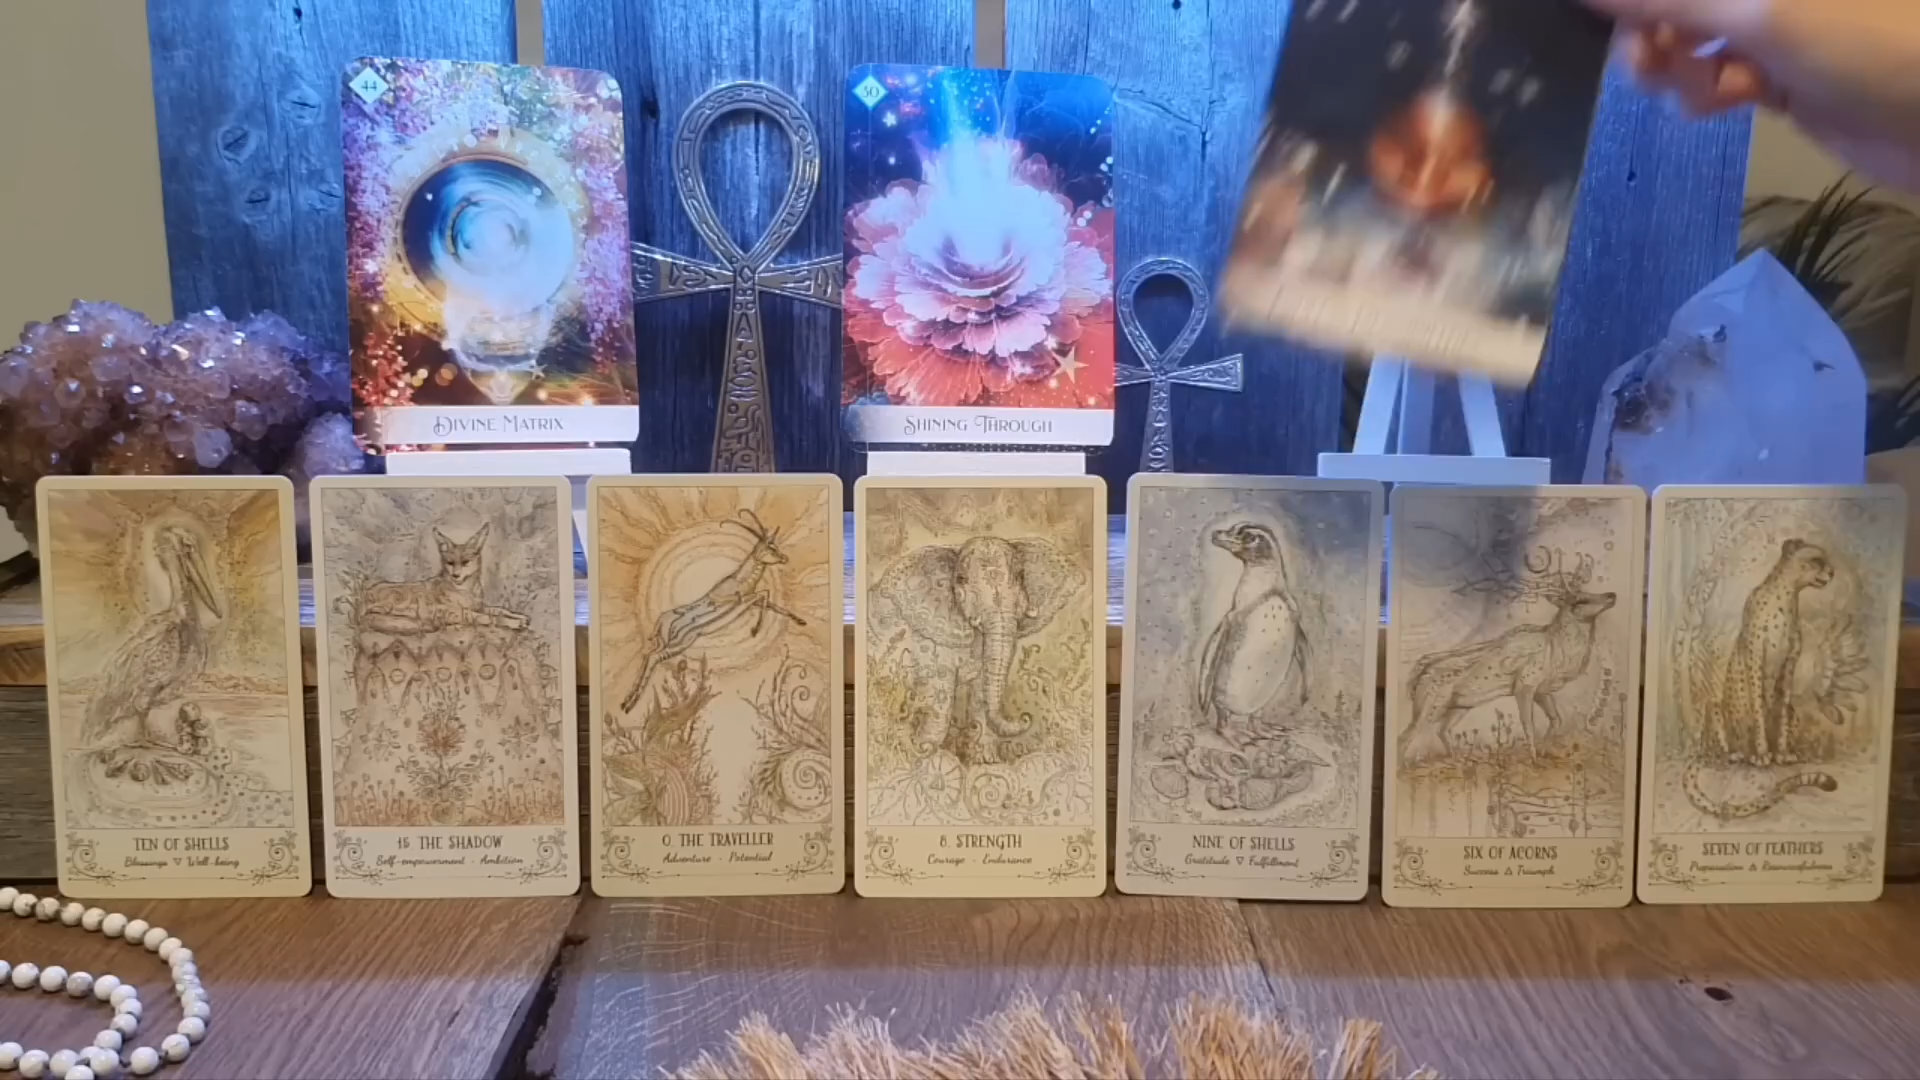 44
DIVINE MATRIX
50
SHINING THROUGH
TEN OF SHELLS
Blessings ▽ Well-being
15 THE SHADOW
Self-empowerment · Ambition
0. THE TRAVELLER
Adventure · Potential
8. STRENGTH
Courage · Endurance
NINE OF SHELLS
Gratitude ▽ Fulfillment
SIX OF ACORNS
Success △ Triumph
SEVEN OF FEATHERS
Preparation △ Resourcefulness